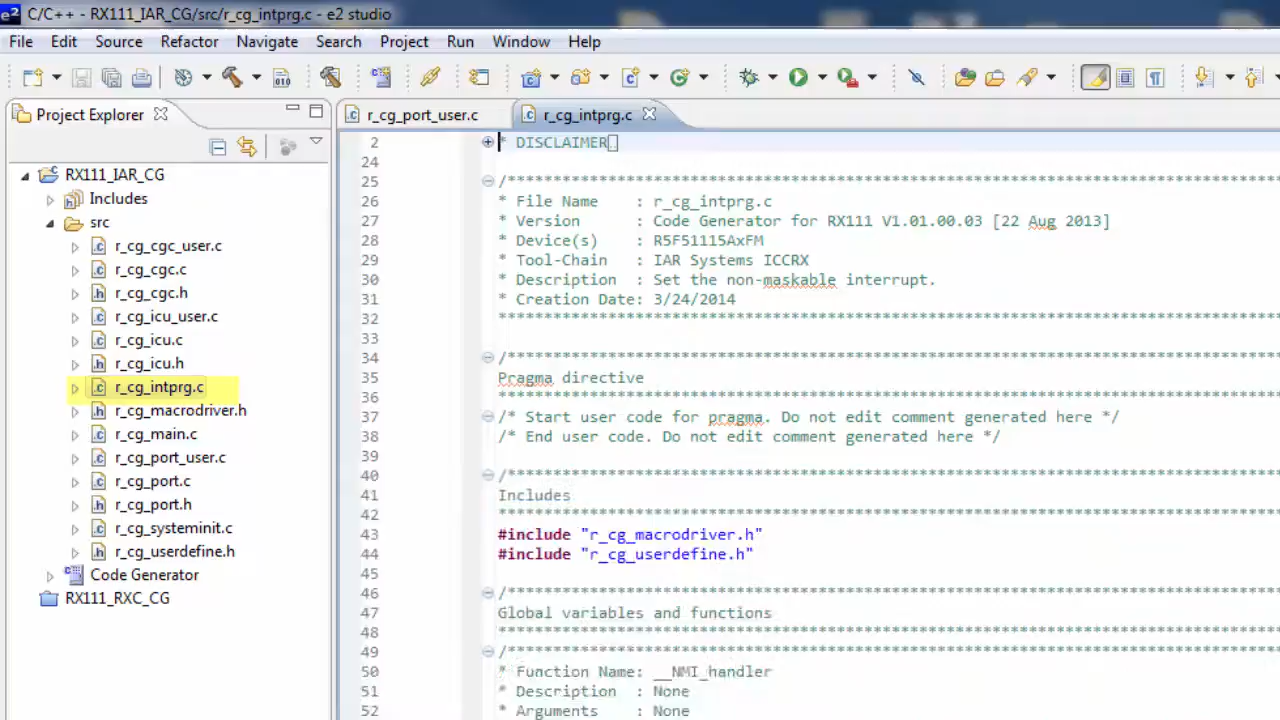 C/C++ - RX111_IAR_CG/src/r_cg_intprg.c - e2 studio
File Edit Source Refactor Navigate Search Project Run Window Help
Project Explorer
RX111_IAR_CG
Includes
src
r_cg_cgc_user.c
r_cg_cgc.c
r_cg_cgc.h
r_cg_icu_user.c
r_cg_icu.c
r_cg_icu.h
r_cg_intprg.c
r_cg_macrodriver.h
r_cg_main.c
r_cg_port_user.c
r_cg_port.c
r_cg_port.h
r_cg_systeminit.c
r_cg_userdefine.h
Code Generator
RX111_RXC_CG
r_cg_port_user.c r_cg_intprg.c
2 * DISCLAIMER
24
25 /***************************************************************************************
26 * File Name    : r_cg_intprg.c
27 * Version      : Code Generator for RX111 V1.01.00.03 [22 Aug 2013]
28 * Device(s)    : R5F51115AxFM
29 * Tool-Chain   : IAR Systems ICCRX
30 * Description  : Set the non-maskable interrupt.
31 * Creation Date: 3/24/2014
32 ***************************************************************************************
33
34 /***************************************************************************************
35 Pragma directive
36 ***************************************************************************************
37 /* Start user code for pragma. Do not edit comment generated here */
38 /* End user code. Do not edit comment generated here */
39
40 /***************************************************************************************
41 Includes
42 ***************************************************************************************
43 #include "r_cg_macrodriver.h"
44 #include "r_cg_userdefine.h"
45
46 /***************************************************************************************
47 Global variables and functions
48 ***************************************************************************************
49 /***************************************************************************************
50 * Function Name: __NMI_handler
51 * Description  : None
52 * Arguments    : None